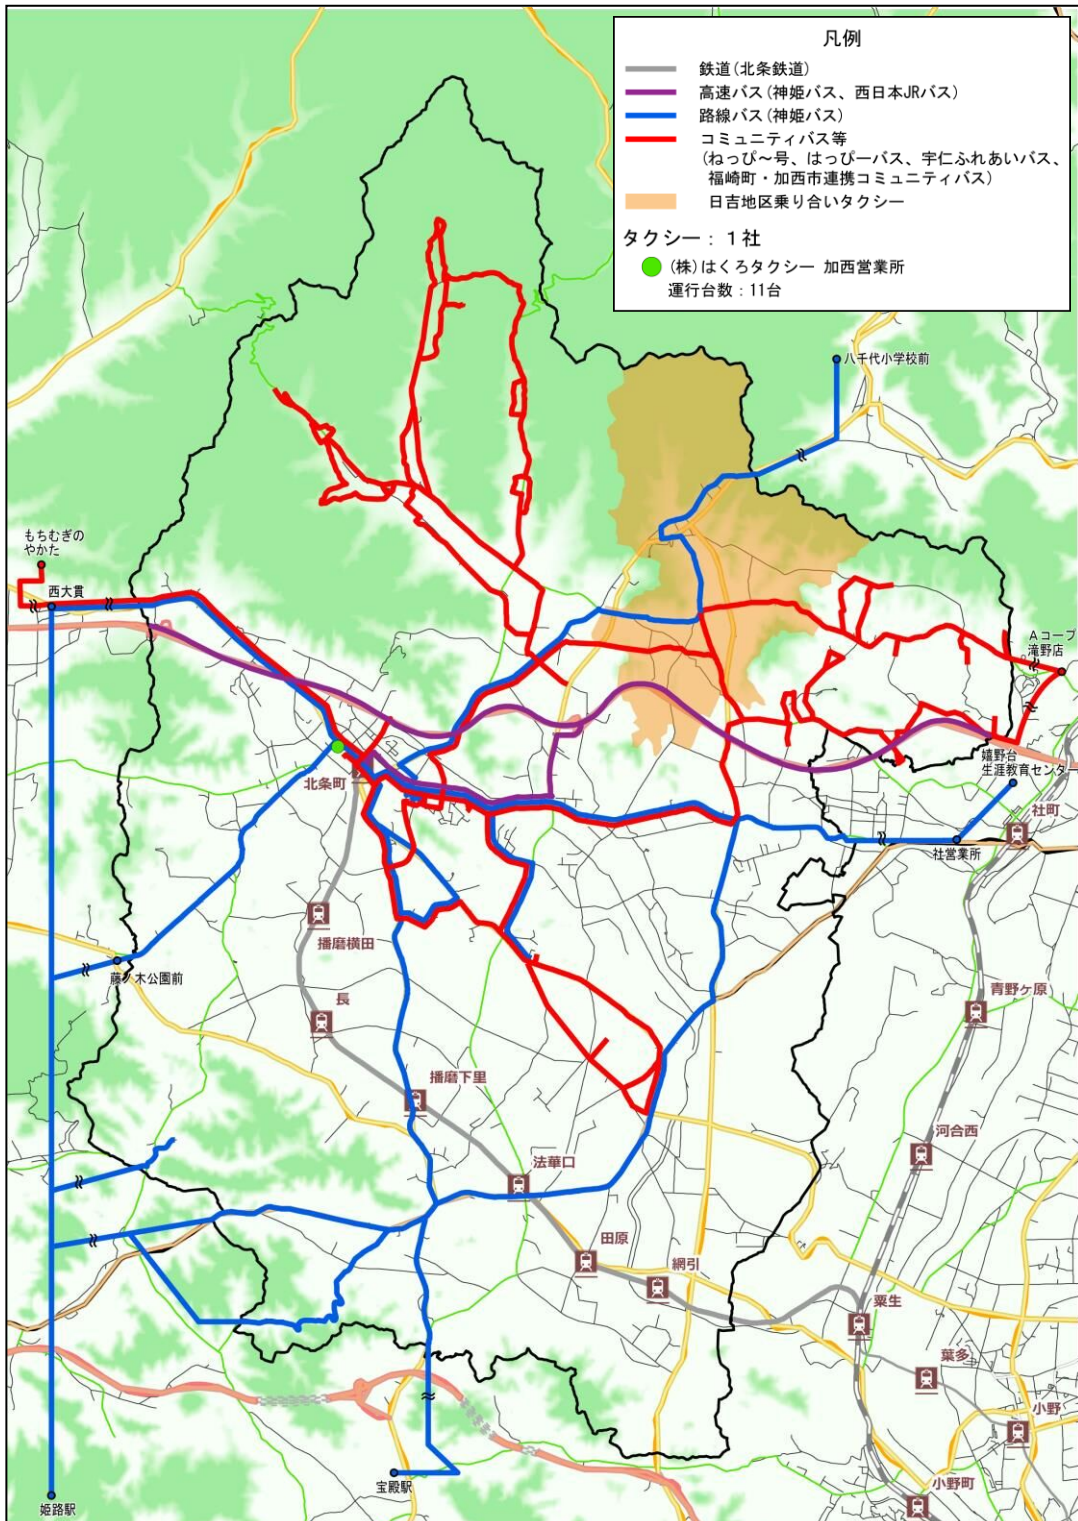 凡例
鉄道(北条鉄道)
高速バス(神姫バス、西日本JRバス)
路線バス(神姫バス)
コミュニティバス等
(ねっぴ～号、はっぴーバス、宇仁ふれあいバス、
福崎町・加西市連携コミュニティバス)
日吉地区乗り合いタクシー
タクシー：1社
(株)はくろタクシー 加西営業所
運行台数：11台
八千代小学校前
もちむぎの
やかた
西大貫
Aコープ
滝野店
嬉野台
生涯教育センター
北条町
社町
社営業所
播磨横田
藤ノ木公園前
長
青野ヶ原
播磨下里
河合西
法華口
田原
網引
粟生
葉多
小野
小野町
宝殿駅
姫路駅